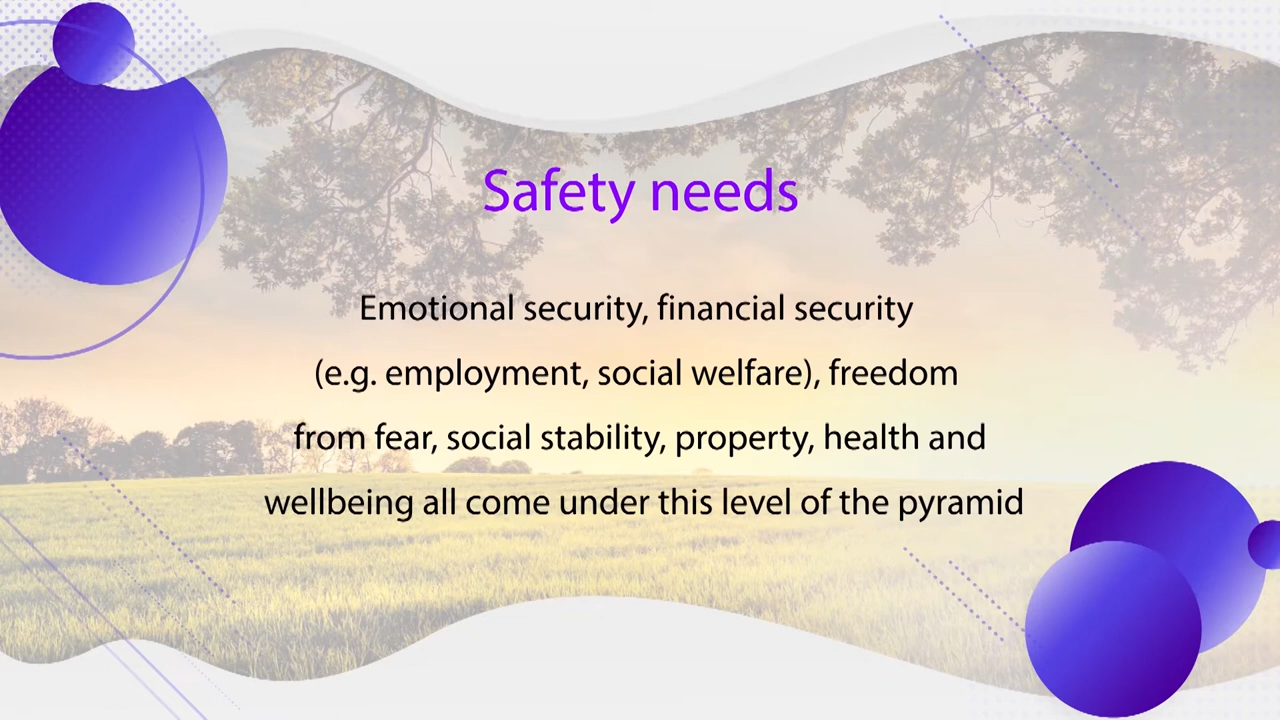 Safety needs
Emotional security, financial security
(e.g. employment, social welfare), freedom
from fear, social stability, property, health and
wellbeing all come under this level of the pyramid